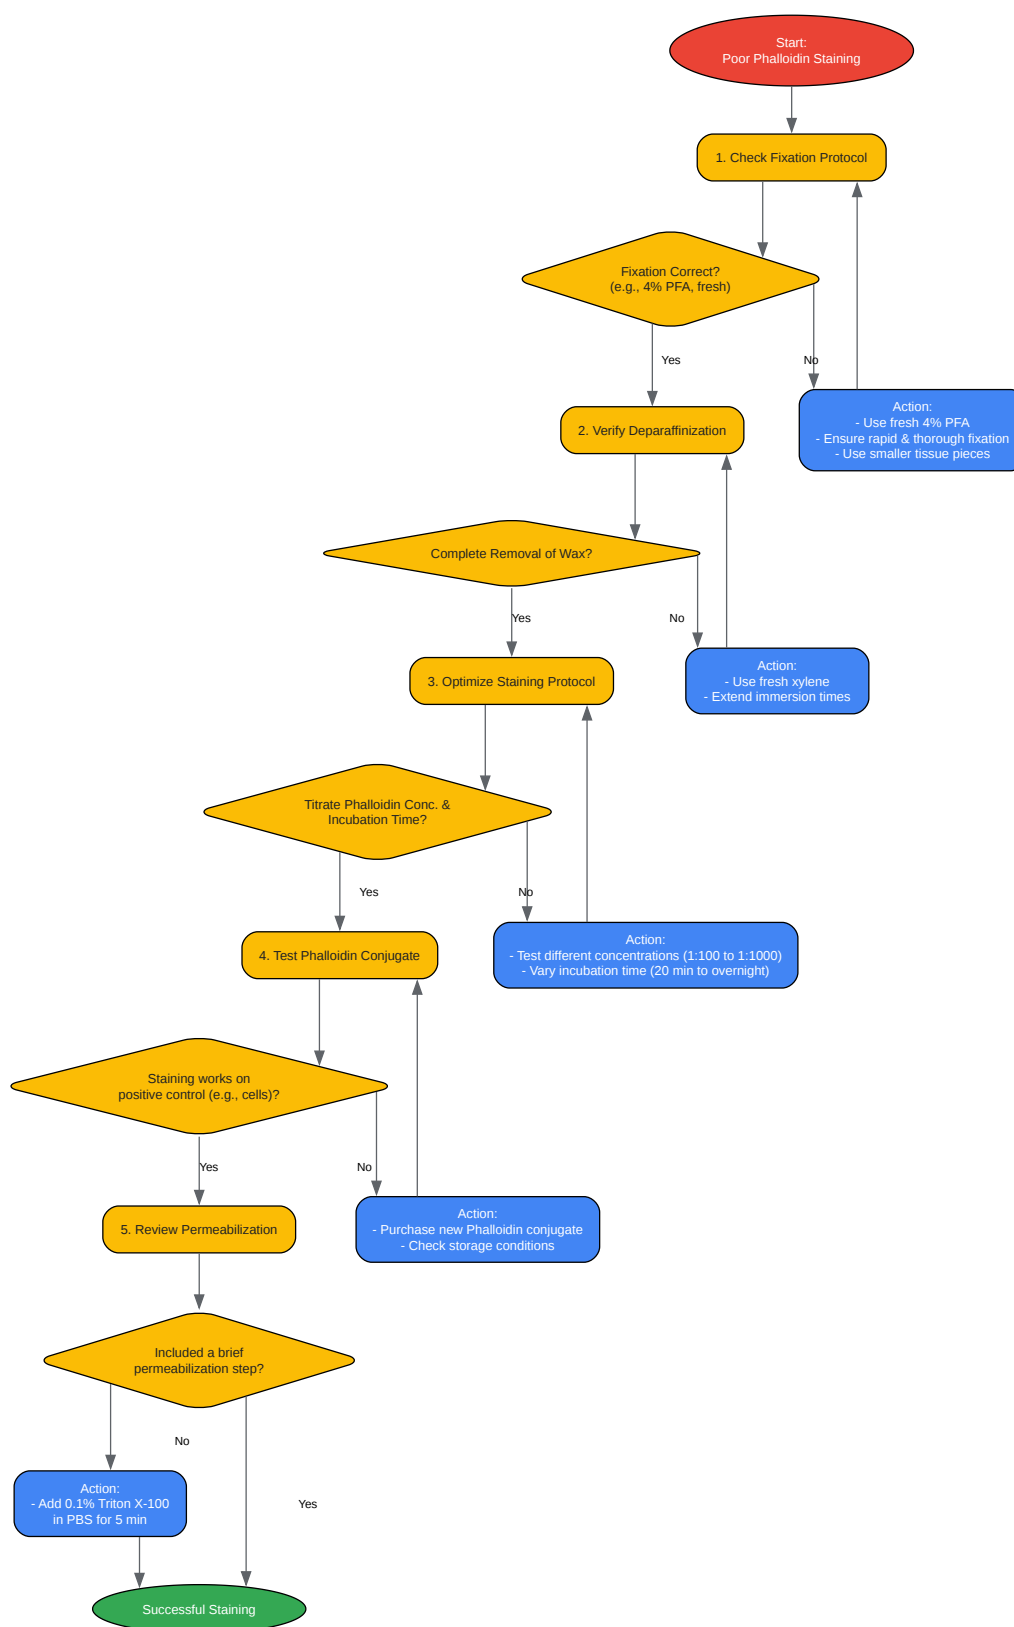 Start:
Poor Phalloidin Staining
1. Check Fixation Protocol
Fixation Correct?
(e.g., 4% PFA, fresh)
Yes
No
Action:
- Use fresh 4% PFA
- Ensure rapid & thorough fixation
- Use smaller tissue pieces
2. Verify Deparaffinization
Complete Removal of Wax?
Yes
No
Action:
- Use fresh xylene
- Extend immersion times
3. Optimize Staining Protocol
Titrate Phalloidin Conc. &
Incubation Time?
Yes
No
Action:
- Test different concentrations (1:100 to 1:1000)
- Vary incubation time (20 min to overnight)
4. Test Phalloidin Conjugate
Staining works on
positive control (e.g., cells)?
Yes
No
Action:
- Purchase new Phalloidin conjugate
- Check storage conditions
5. Review Permeabilization
Included a brief
permeabilization step?
No
Yes
Action:
- Add 0.1% Triton X-100
in PBS for 5 min
Successful Staining